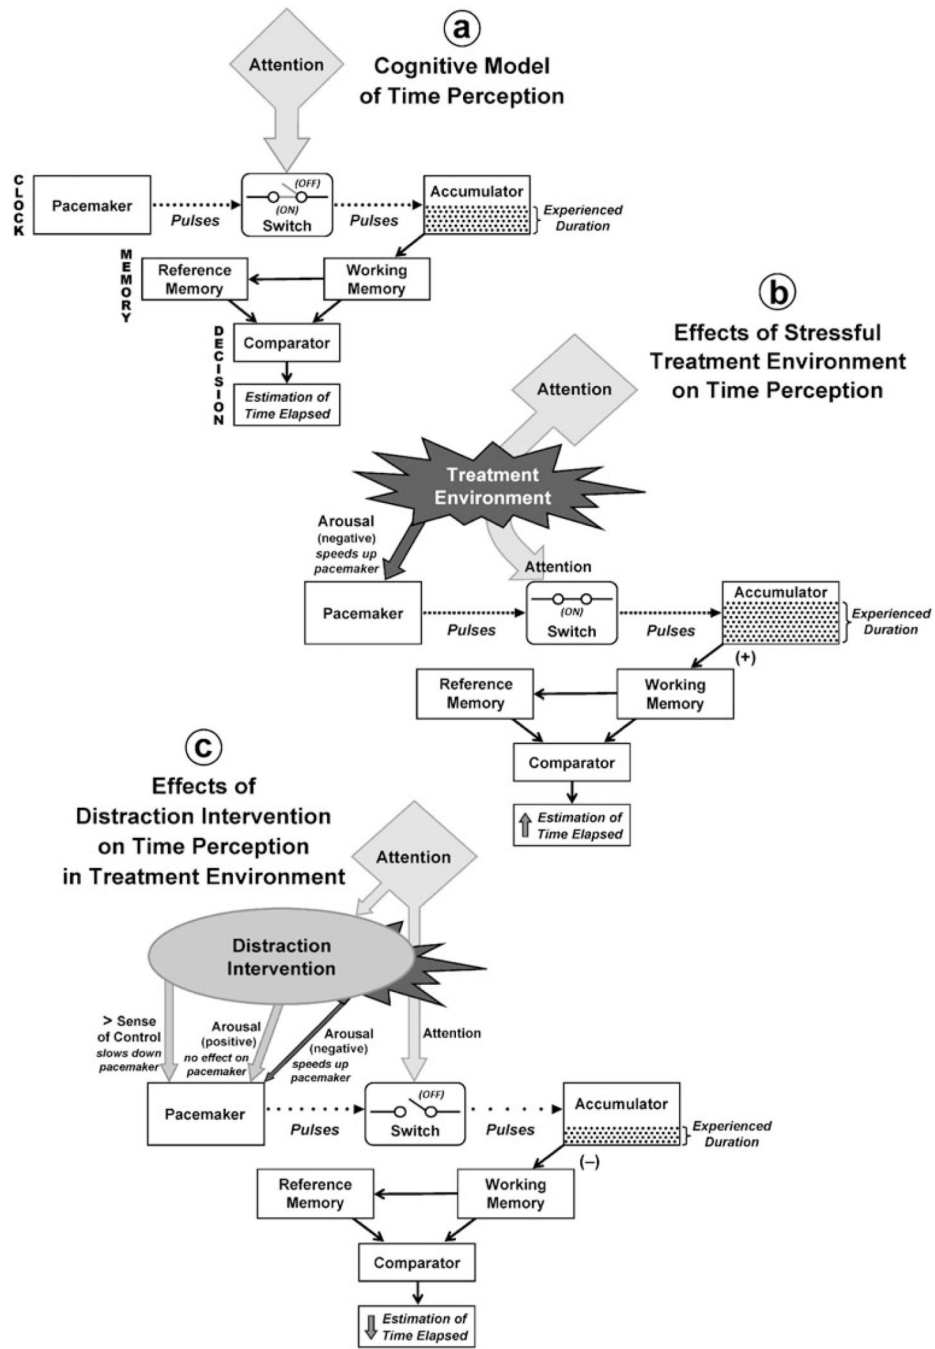 a
Cognitive Model
of Time Perception
Attention
CLOCK
Pacemaker
Pulses
(OFF)
(ON)
Switch
Pulses
Accumulator
Experienced
Duration
MEMORY
Reference
Memory
Working
Memory
DECISION
Comparator
Estimation of
Time Elapsed
b
Effects of Stressful
Treatment Environment
on Time Perception
Attention
Treatment
Environment
Arousal
(negative)
speeds up
pacemaker
Attention
Pacemaker
Pulses
(ON)
Switch
Pulses
Accumulator
Experienced
Duration
(+)
Reference
Memory
Working
Memory
Comparator
Estimation of
Time Elapsed
c
Effects of
Distraction Intervention
on Time Perception
in Treatment Environment
Attention
Distraction
Intervention
> Sense
of Control
slows down
pacemaker
Arousal
(positive)
no effect on
pacemaker
Arousal
(negative)
speeds up
pacemaker
Attention
Pacemaker
Pulses
(OFF)
Switch
Pulses
Accumulator
Experienced
Duration
(–)
Reference
Memory
Working
Memory
Comparator
Estimation of
Time Elapsed